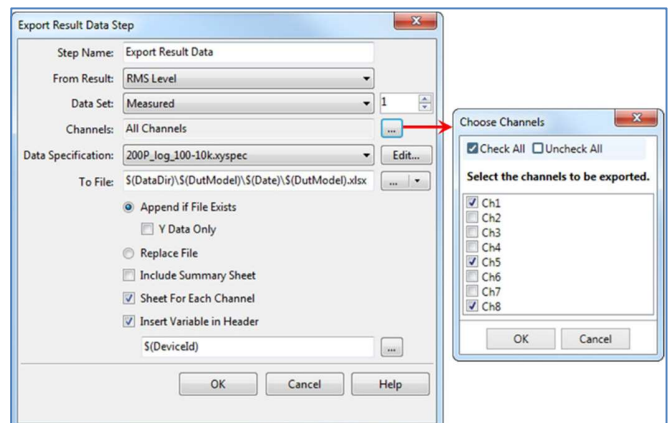 Export Result Data Step
Step Name: Export Result Data
From Result: RMS Level
Data Set: Measured 1
Channels: All Channels ...
Data Specification: 200P_log_100-10k.xyspec Edit...
To File: $(DataDir)\$(DutModel)\$(Date)\$(DutModel).xlsx ...
Append if File Exists
Y Data Only
Replace File
Include Summary Sheet
Sheet For Each Channel
Insert Variable in Header
$(DeviceId) ...
OK Cancel Help
Choose Channels
Check All Uncheck All
Select the channels to be exported.
Ch1
Ch2
Ch3
Ch4
Ch5
Ch6
Ch7
Ch8
OK Cancel